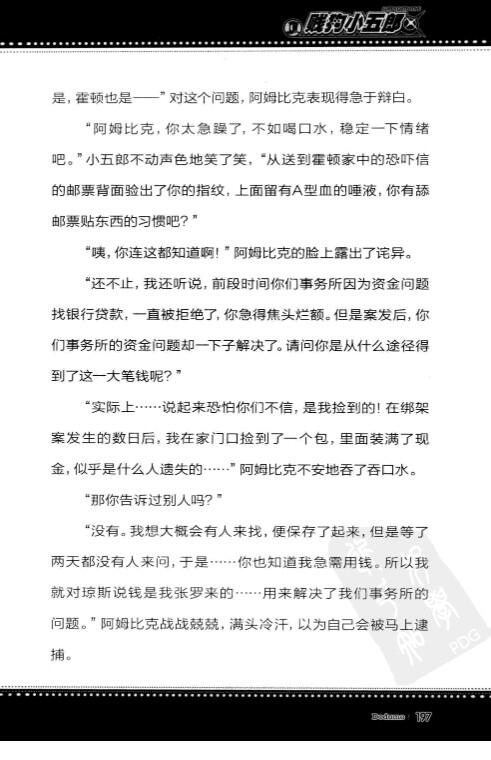 贱狗小五郎
是，霍顿也是——”对这个问题，阿姆比克表现得急于辩白。
“阿姆比克，你太急躁了，不如喝口水，稳定一下情绪
吧。”小五郎不动声色地笑了笑，“从送到霍顿家中的恐吓信
的邮票背面验出了你的指纹，上面留有A型血的唾液，你有舔
邮票贴东西的习惯吧？”
“咦，你连这都知道啊！”阿姆比克的脸上露出了诧异。
“还不止，我还听说，前段时间你们事务所因为资金问题
找银行贷款，一直被拒绝了，你急得焦头烂额。但是案发后，你
们事务所的资金问题却一下子解决了。请问你是从什么途径得
到了这一大笔钱呢？”
“实际上……说起来恐怕你们不信，是我捡到的！在绑架
案发生的数日后，我在家门口捡到了一个包，里面装满了现
金，似乎是什么人遗失的……”阿姆比克不安地吞了吞口水。
“那你告诉过别人吗？”
“没有。我想大概会有人来找，便保存了起来，但是等了
两天都没有人来问，于是……你也知道我急需用钱。所以我
就对琼斯说钱是我张罗来的……用来解决了我们事务所的
问题。”阿姆比克战战兢兢，满头冷汗，以为自己会被马上逮
捕。
PDG
Dodumo 197